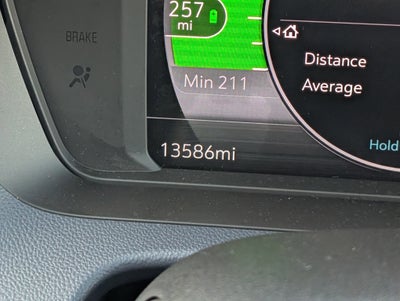 257
mi
BRAKE
Distance
Average
Min 211
Hold
13586mi